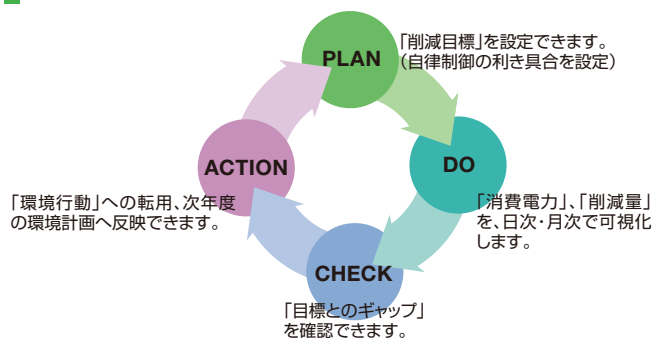 PLAN
「削減目標」を設定できます。
(自律制御の利き具合を設定)
DO
「消費電力」、「削減量」
を、日次・月次で可視化
します。
CHECK
「目標とのギャップ」
を確認できます。
ACTION
「環境行動」への転用、次年度
の環境計画へ反映できます。